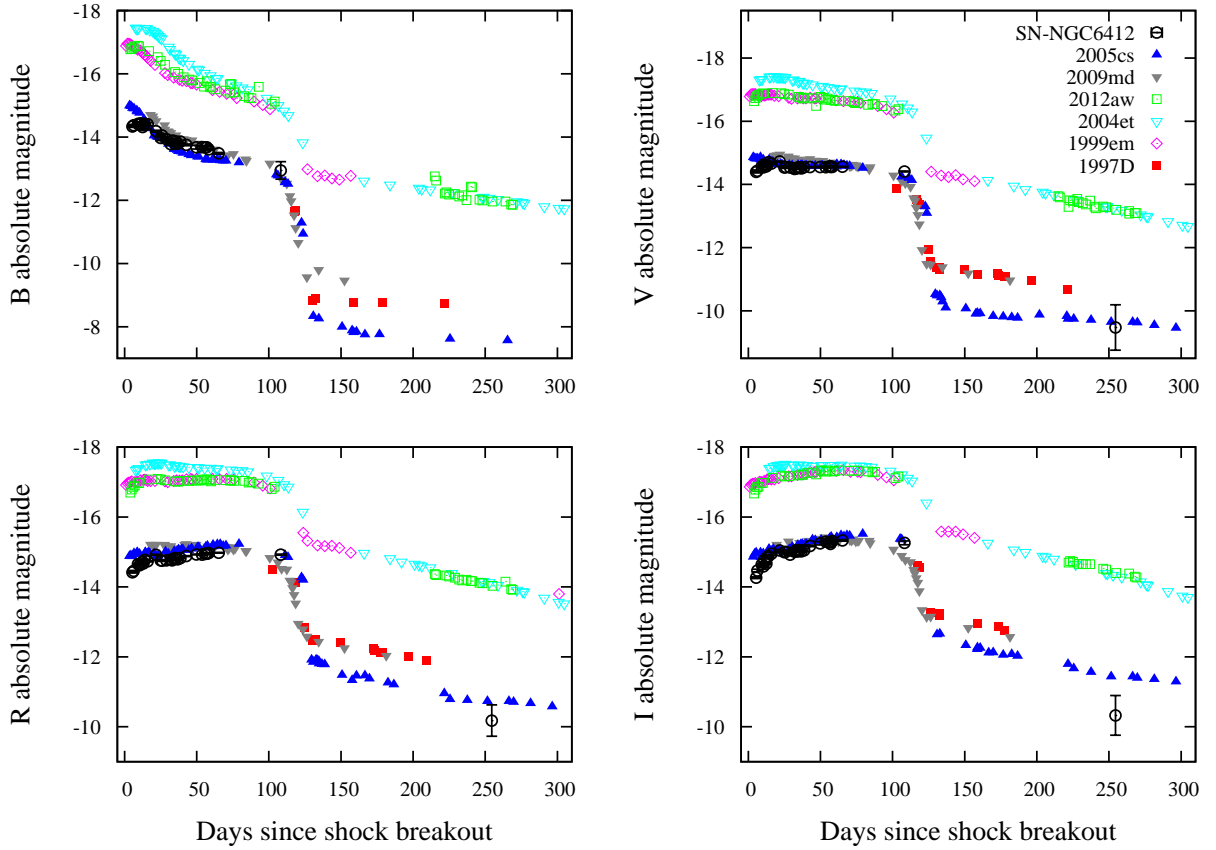 -18
-16
-14
-12
-10
-8
0 50 100 150 200 250 300
B absolute magnitude
-18
-16
-14
-12
-10
0 50 100 150 200 250 300
V absolute magnitude
SN-NGC6412
2005cs
2009md
2012aw
2004et
1999em
1997D
-18
-16
-14
-12
-10
0 50 100 150 200 250 300
R absolute magnitude
Days since shock breakout
-18
-16
-14
-12
-10
0 50 100 150 200 250 300
I absolute magnitude
Days since shock breakout